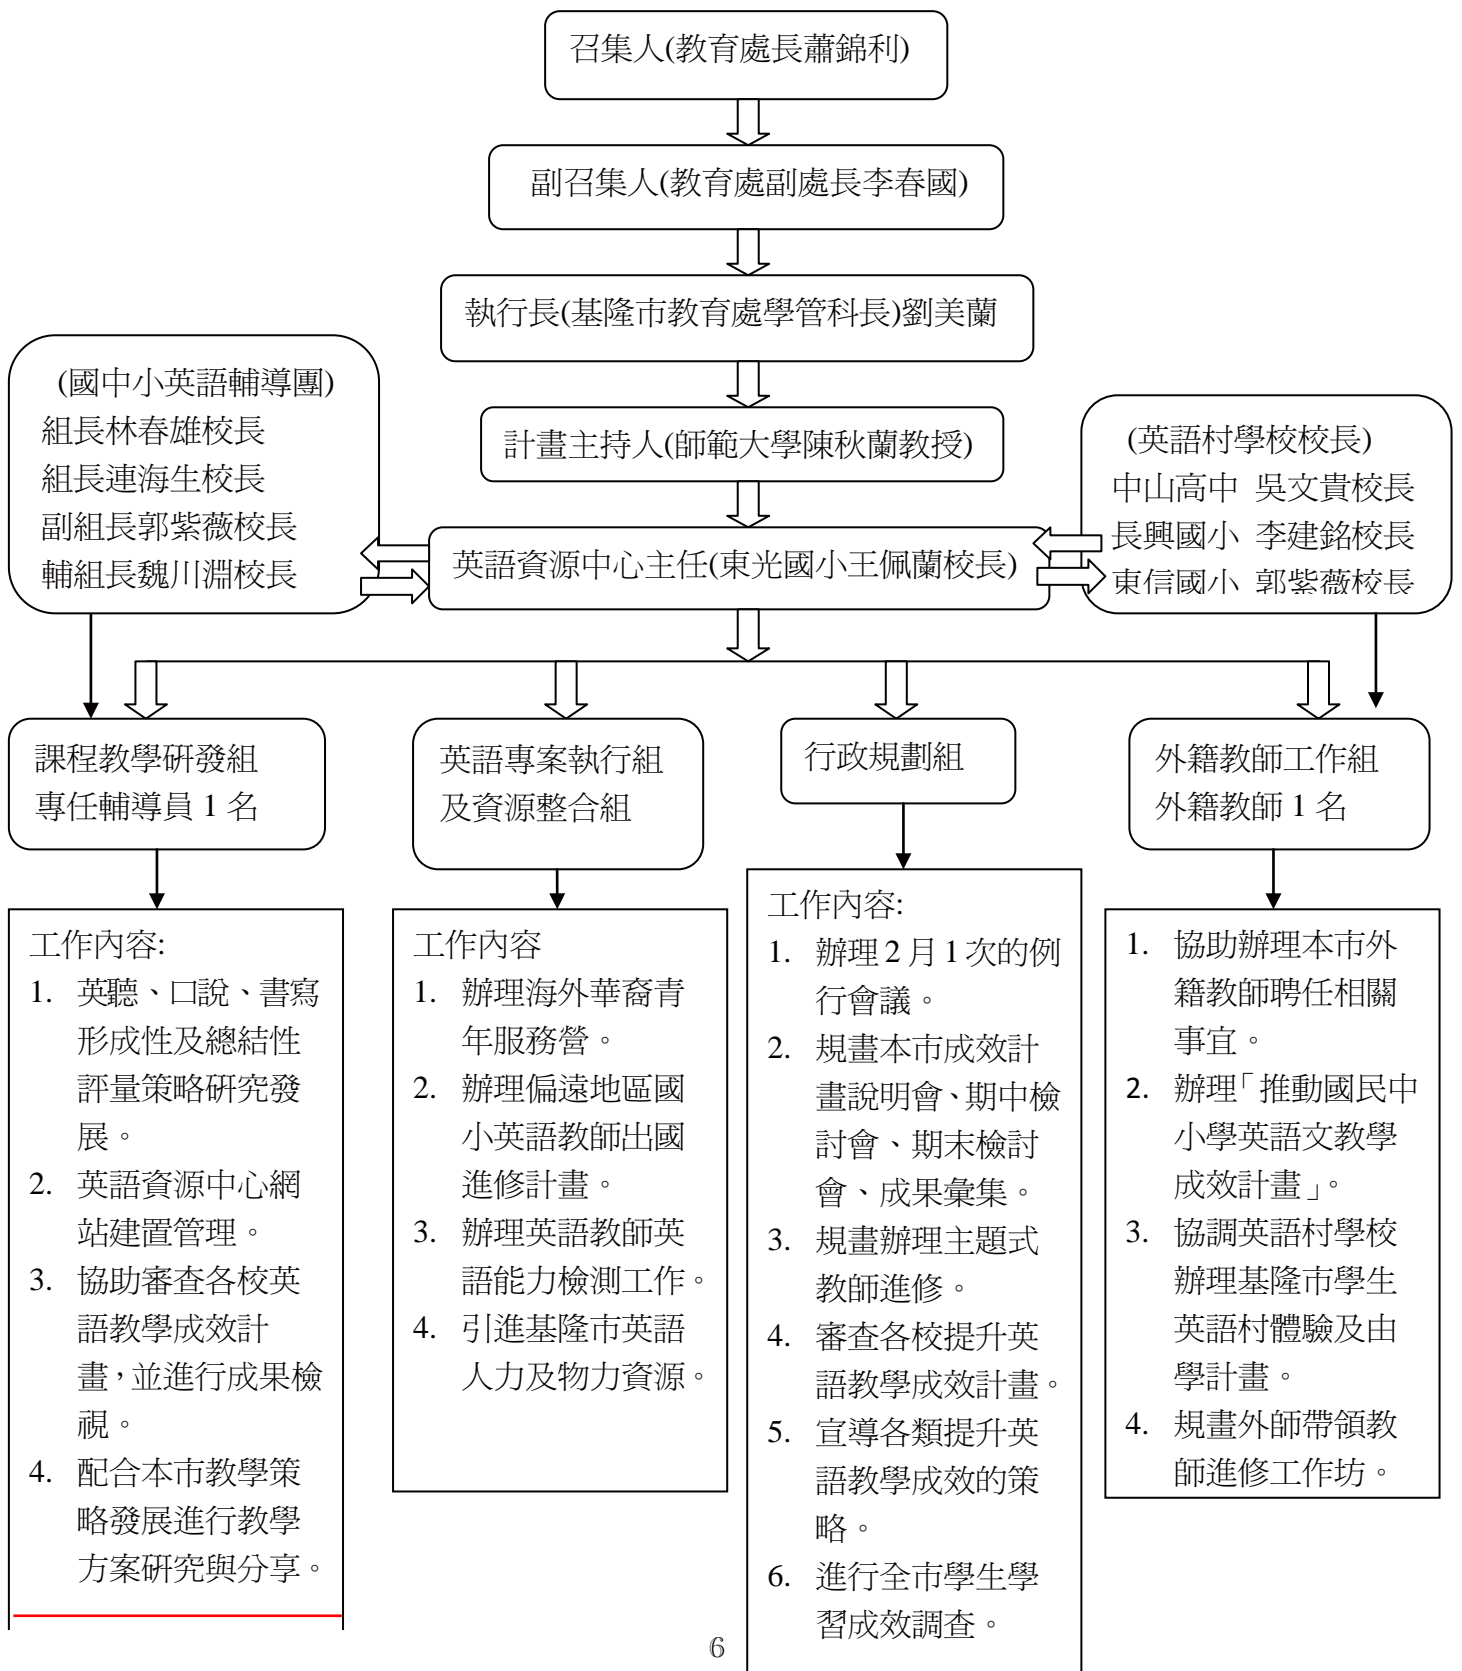 召集人(教育處長蕭錦利)
副召集人(教育處副處長李春國)
執行長(基隆市教育處學管科長)劉美蘭
計畫主持人(師範大學陳秋蘭教授)
英語資源中心主任(東光國小王佩蘭校長)
(國中小英語輔導團)
組長林春雄校長
組長連海生校長
副組長郭紫薇校長
輔組長魏川淵校長
(英語村學校校長)
中山高中 吳文貴校長
長興國小 李建銘校長
東信國小 郭紫薇校長
課程教學研發組
專任輔導員 1 名
英語專案執行組
及資源整合組
行政規劃組
外籍教師工作組
外籍教師 1 名
工作內容:
1. 英聽、口說、書寫
形成性及總結性
評量策略研究發
展。
2. 英語資源中心網
站建置管理。
3. 協助審查各校英
語教學成效計
畫,並進行成果檢
視。
4. 配合本市教學策
略發展進行教學
方案研究與分享。
工作內容
1. 辦理海外華裔青
年服務營。
2. 辦理偏遠地區國
小英語教師出國
進修計畫。
3. 辦理英語教師英
語能力檢測工作。
4. 引進基隆市英語
人力及物力資源。
工作內容:
1. 辦理 2 月 1 次的例
行會議。
2. 規畫本市成效計
畫說明會、期中檢
討會、期末檢討
會、成果彙集。
3. 規畫辦理主題式
教師進修。
4. 審查各校提升英
語教學成效計畫。
5. 宣導各類提升英
語教學成效的策
略。
6. 進行全市學生學
習成效調查。
1. 協助辦理本市外
籍教師聘任相關
事宜。
2. 辦理「推動國民中
小學英語文教學
成效計畫」。
3. 協調英語村學校
辦理基隆市學生
英語村體驗及由
學計畫。
4. 規畫外師帶領教
師進修工作坊。
6